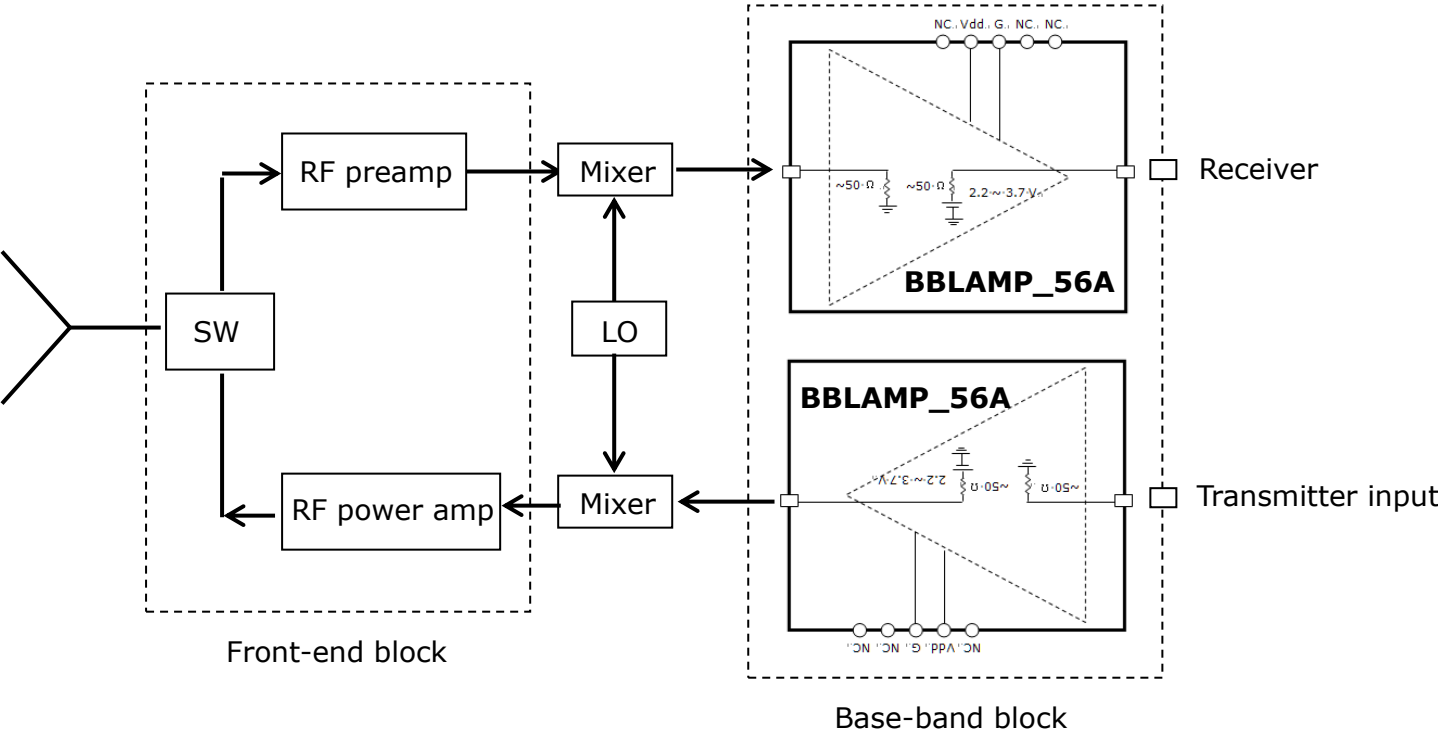 NC. Vdd. G. NC. NC.
RF preamp
Mixer
Receiver
~50·Ω
~50·Ω
2.2·~·3.7·V
BBLAMP_56A
SW
LO
BBLAMP_56A
2.2·~·3.7·V
~50·Ω
~50·Ω
RF power amp
Mixer
Transmitter input
NC. NC. G. Vdd. NC.
Front-end block
Base-band block